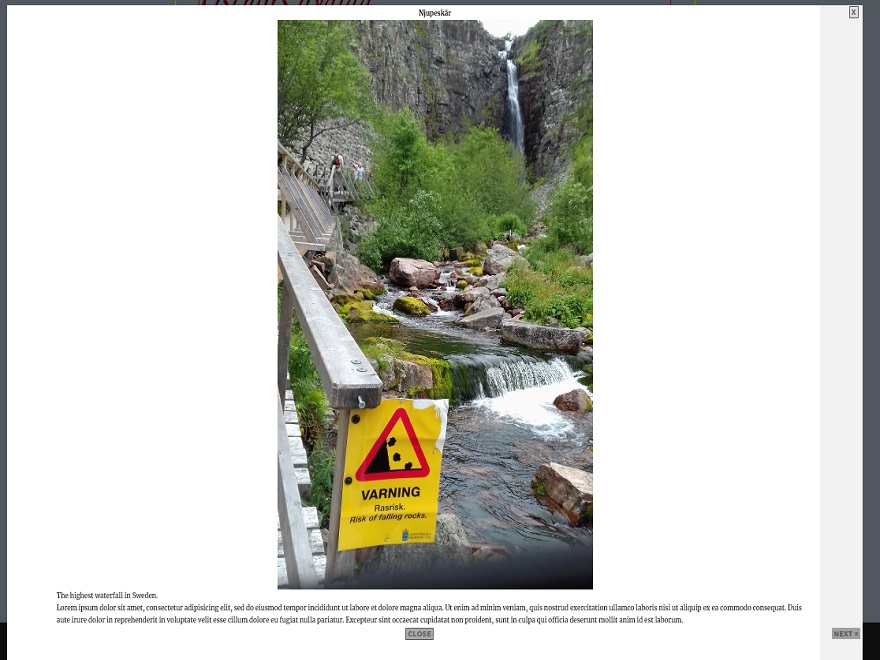 Njupeskär
X
VARNING
Rasrisk.
Risk of falling rocks.
The highest waterfall in Sweden.
Lorem ipsum dolor sit amet, consectetur adipisicing elit, sed do eiusmod tempor incididunt ut labore et dolore magna aliqua. Ut enim ad minim veniam, quis nostrud exercitation ullamco laboris nisi ut aliquip ex ea commodo consequat. Duis
aute irure dolor in reprehenderit in voluptate velit esse cillum dolore eu fugiat nulla pariatur. Excepteur sint occaecat cupidatat non proident, sunt in culpa qui officia deserunt mollit anim id est laborum.
CLOSE
NEXT »